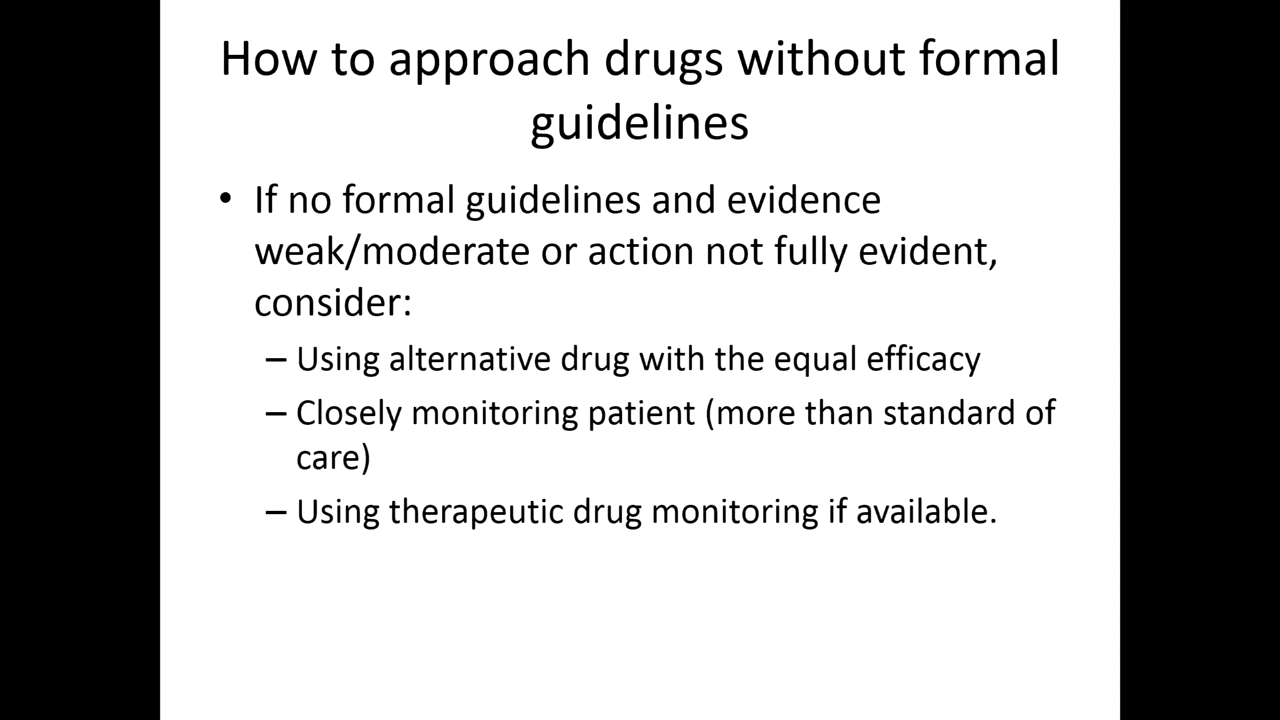 How to approach drugs without formal
guidelines
• If no formal guidelines and evidence
weak/moderate or action not fully evident,
consider:
– Using alternative drug with the equal efficacy
– Closely monitoring patient (more than standard of
care)
– Using therapeutic drug monitoring if available.